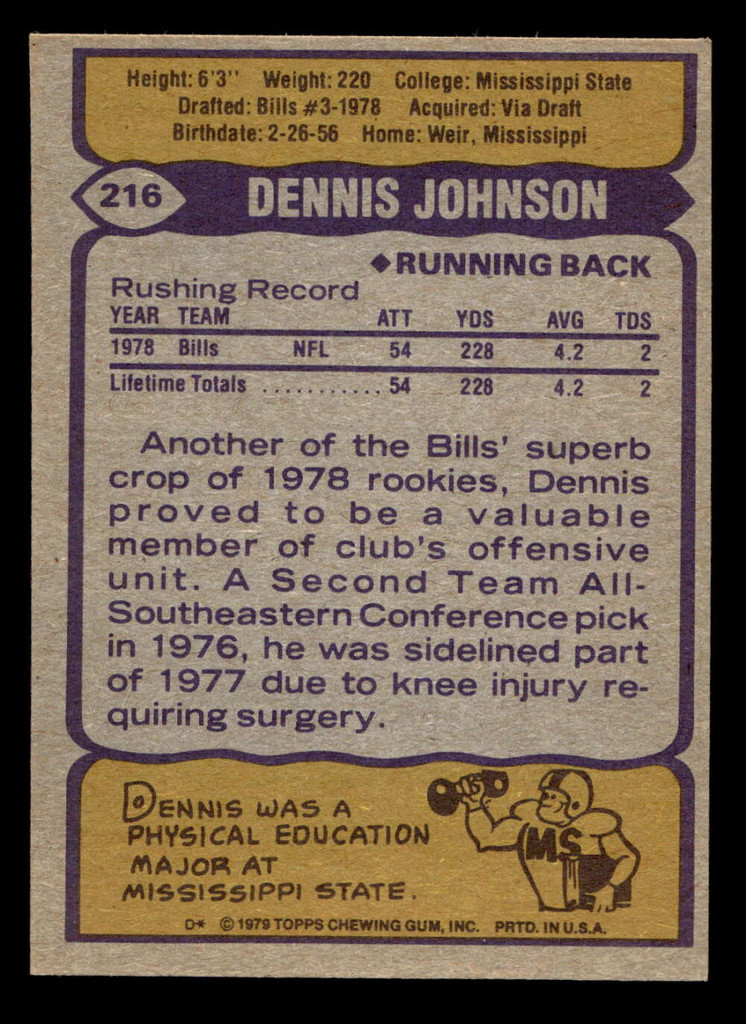 Height: 6'3" Weight: 220 College: Mississippi State
Drafted: Bills #3-1978 Acquired: Via Draft
Birthdate: 2-26-56 Home: Weir, Mississippi
216 DENNIS JOHNSON
◆RUNNING BACK
Rushing Record
YEAR TEAM ATT YDS AVG TDS
1978 Bills NFL 54 228 4.2 2
Lifetime Totals ........... 54 228 4.2 2
Another of the Bills' superb
crop of 1978 rookies, Dennis
proved to be a valuable
member of club's offensive
unit. A Second Team All-
Southeastern Conference pick
in 1976, he was sidelined part
of 1977 due to knee injury re-
quiring surgery.
DENNIS WAS A
PHYSICAL EDUCATION
MAJOR AT
MISSISSIPPI STATE.
MS
D* © 1979 TOPPS CHEWING GUM, INC. PRTD. IN U.S.A.